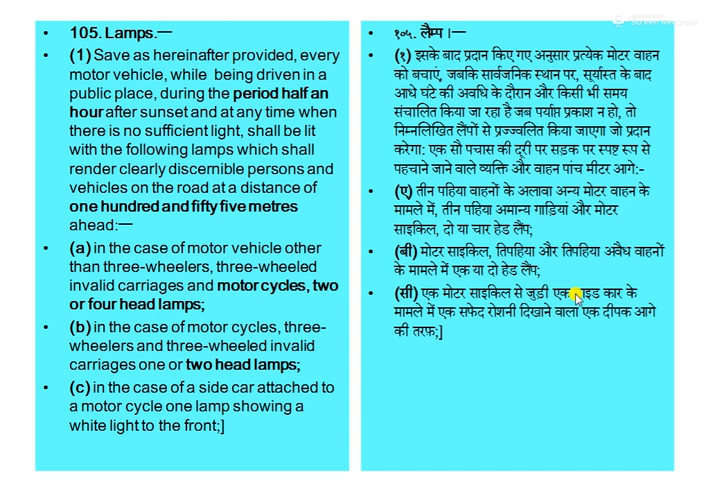 105. Lamps.—
(1) Save as hereinafter provided, every
motor vehicle, while being driven in a
public place, during the period half an
hour after sunset and at any time when
there is no sufficient light, shall be lit
with the following lamps which shall
render clearly discernible persons and
vehicles on the road at a distance of
one hundred and fifty five metres
ahead:—
(a) in the case of motor vehicle other
than three-wheelers, three-wheeled
invalid carriages and motor cycles, two
or four head lamps;
(b) in the case of motor cycles, three-
wheelers and three-wheeled invalid
carriages one or two head lamps;
(c) in the case of a side car attached to
a motor cycle one lamp showing a
white light to the front;]
१०५. लैम्प ।—
(१) इसके बाद प्रदान किए गए अनुसार प्रत्येक मोटर वाहन
को बचाएं, जबकि सार्वजनिक स्थान पर, सूर्यास्त के बाद
आधे घंटे की अवधि के दौरान और किसी भी समय
संचालित किया जा रहा है जब पर्याप्त प्रकाश न हो, तो
निम्नलिखित लैंपों से प्रज्ज्वलित किया जाएगा जो प्रदान
करेगा: एक सौ पचास की दूरी पर सड़क पर स्पष्ट रूप से
पहचाने जाने वाले व्यक्ति और वाहन पांच मीटर आगे:-
(ए) तीन पहिया वाहनों के अलावा अन्य मोटर वाहन के
मामले में, तीन पहिया अमान्य गाड़ियां और मोटर
साइकिल, दो या चार हेड लैंप;
(बी) मोटर साइकिल, तिपहिया और तिपहिया अवैध वाहनों
के मामले में एक या दो हेड लैंप;
(सी) एक मोटर साइकिल से जुड़ी एक साइड कार के
मामले में एक सफेद रोशनी दिखाने वाला एक दीपक आगे
की तरफ;]